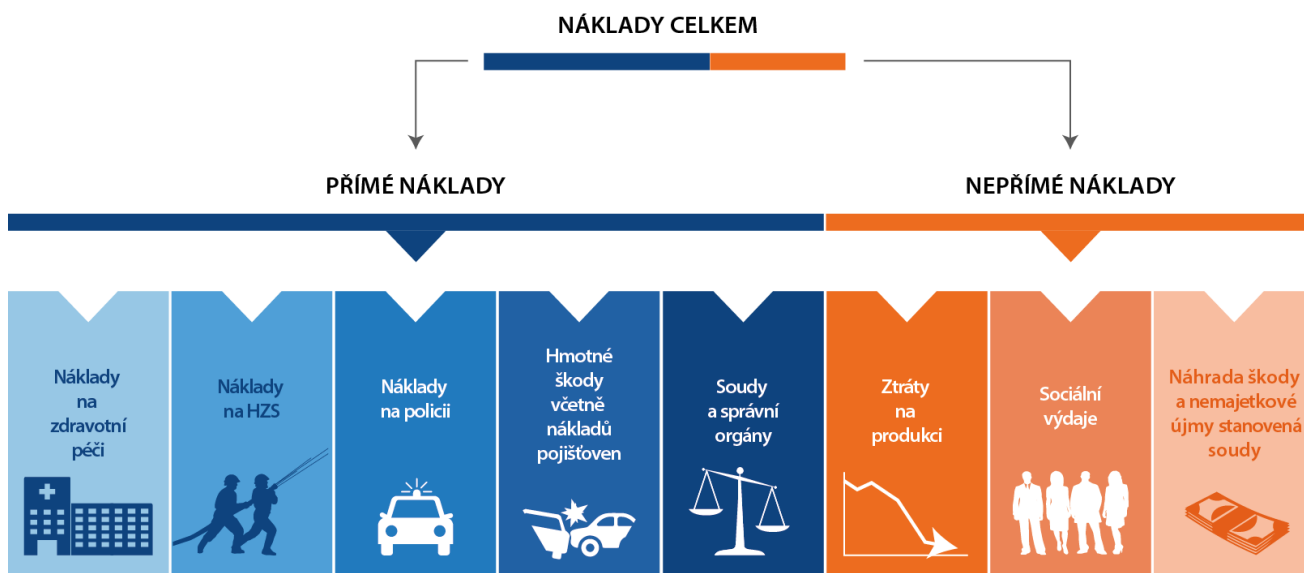 NÁKLADY CELKEM
PŘÍMÉ NÁKLADY
NEPŘÍMÉ NÁKLADY
Náklady
na
zdravotní
péči
Náklady
na HZS
Náklady
na policii
Hmotné
škody
včetně
nákladů
pojišťoven
Soudy
a správní
orgány
Ztráty
na
produkci
Sociální
výdaje
Náhrada škody
a nemajetkové
újmy stanovená
soudy